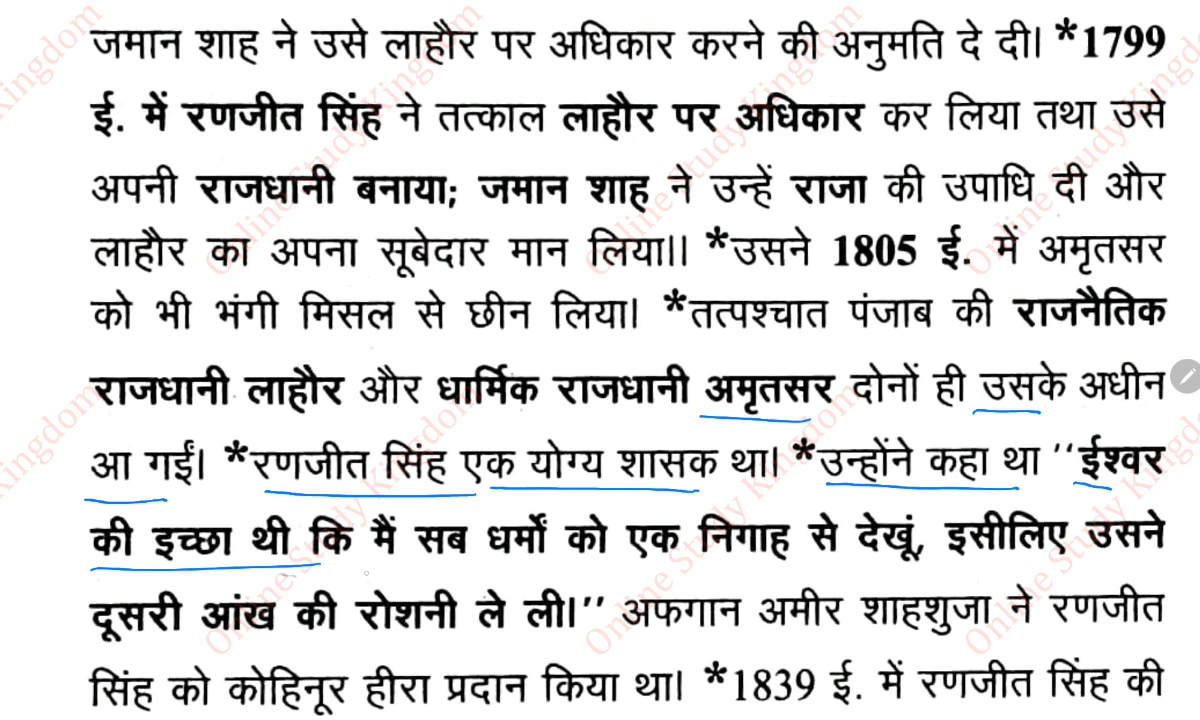 जमान शाह ने उसे लाहौर पर अधिकार करने की अनुमति दे दी। *1799
ई. में रणजीत सिंह ने तत्काल लाहौर पर अधिकार कर लिया तथा उसे
अपनी राजधानी बनाया; जमान शाह ने उन्हें राजा की उपाधि दी और
लाहौर का अपना सूबेदार मान लिया।। *उसने 1805 ई. में अमृतसर
को भी भंगी मिसल से छीन लिया। *तत्पश्चात पंजाब की राजनैतिक
राजधानी लाहौर और धार्मिक राजधानी अमृतसर दोनों ही उसके अधीन
आ गईं। *रणजीत सिंह एक योग्य शासक था। *उन्होंने कहा था ''ईश्वर
की इच्छा थी कि मैं सब धर्मों को एक निगाह से देखूं, इसीलिए उसने
दूसरी आंख की रोशनी ले ली।'' अफगान अमीर शाहशुजा ने रणजीत
सिंह को कोहिनूर हीरा प्रदान किया था। *1839 ई. में रणजीत सिंह की
Online Study Kingdom